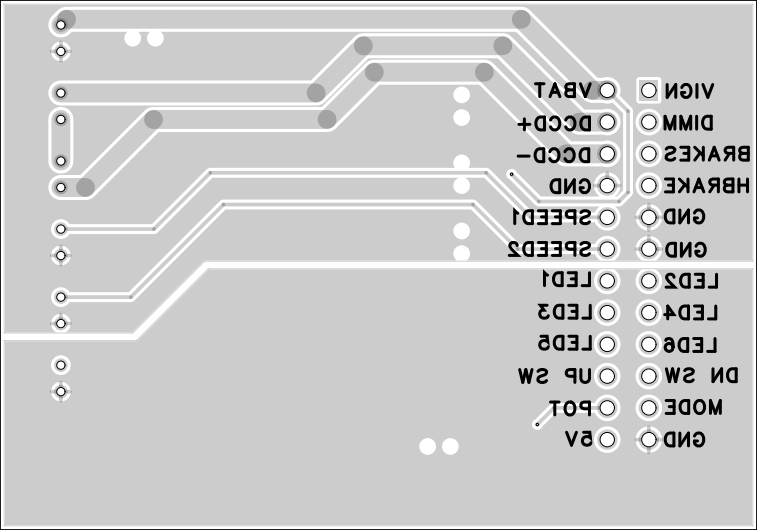 VBAT VIGN
DCCD+ DIMM
DCCD- BRAKES
GND HBRAKE
SPEED1 GND
SPEED2 GND
LED1 LED2
LED3 LED4
LED5 LED6
UP SW DN SW
POT MODE
5V GND